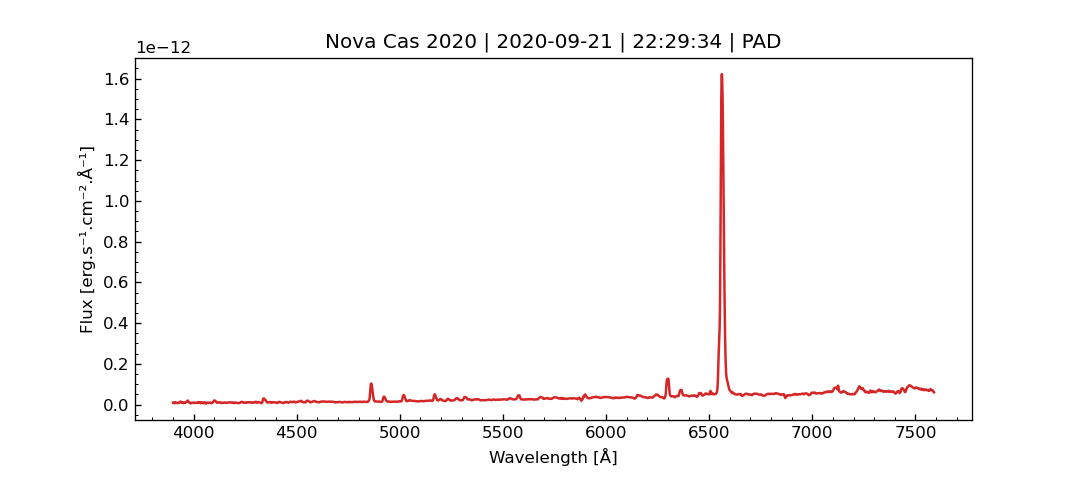 Nova Cas 2020 | 2020-09-21 | 22:29:34 | PAD
1e−12
1.6
1.4
1.2
1.0
0.8
0.6
0.4
0.2
0.0
Flux [erg.s⁻¹.cm⁻².Å⁻¹]
4000 4500 5000 5500 6000 6500 7000 7500
Wavelength [Å]